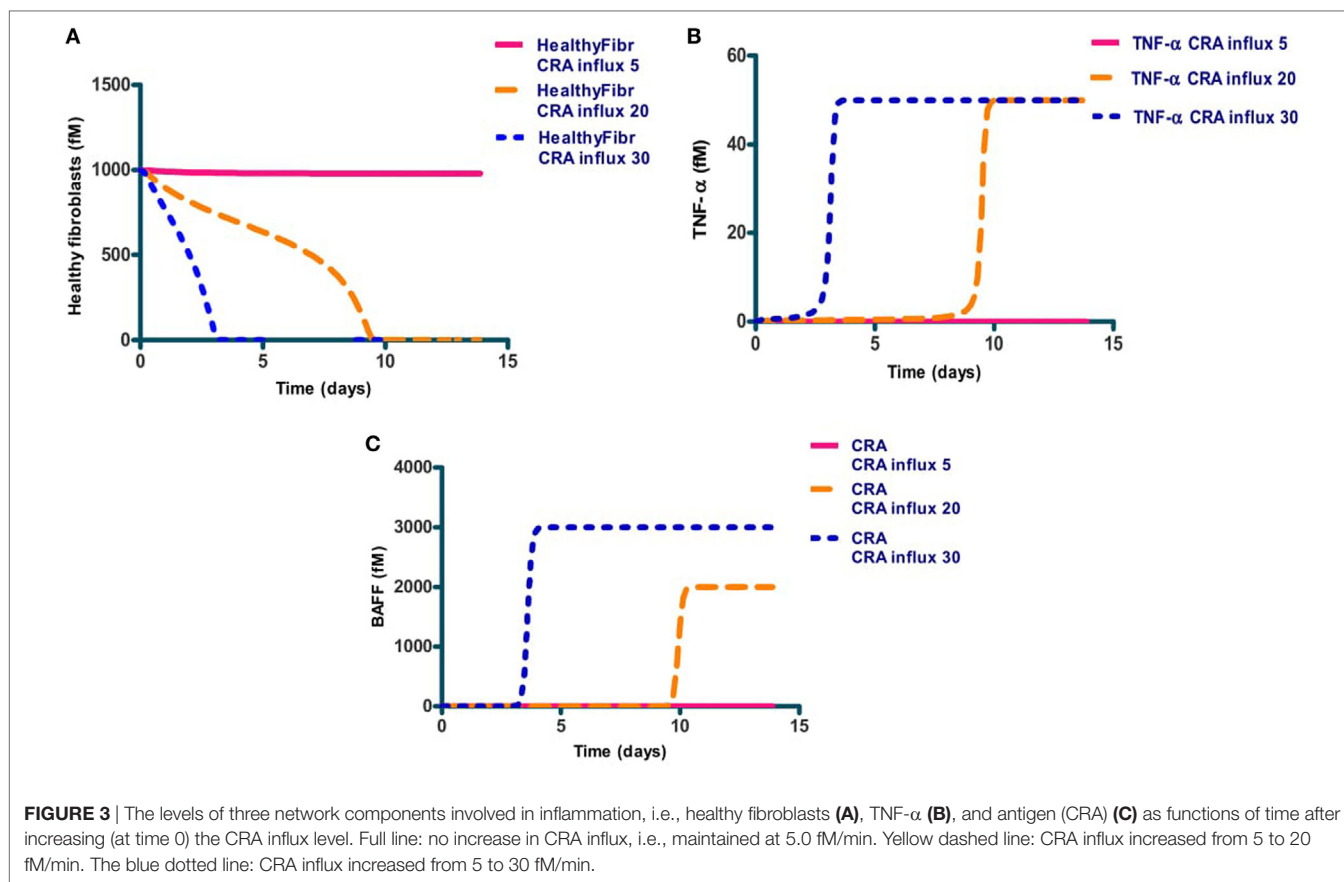 A
HealthyFibr
CRA influx 5
HealthyFibr
CRA influx 20
HealthyFibr
CRA influx 30
1500
1000
500
0
Healthy fibroblasts (fM)
0 5 10 15
Time (days)
B
TNF-α CRA influx 5
TNF-α CRA influx 20
TNF-α CRA influx 30
60
40
20
0
TNF- α (fM)
0 5 10 15
Time (days)
C
CRA
CRA influx 5
CRA
CRA influx 20
CRA
CRA influx 30
4000
3000
2000
1000
0
BAFF (fM)
0 5 10 15
Time (days)
FIGURE 3 | The levels of three network components involved in inflammation, i.e., healthy fibroblasts (A), TNF-α (B), and antigen (CRA) (C) as functions of time after
increasing (at time 0) the CRA influx level. Full line: no increase in CRA influx, i.e., maintained at 5.0 fM/min. Yellow dashed line: CRA influx increased from 5 to 20
fM/min. The blue dotted line: CRA influx increased from 5 to 30 fM/min.